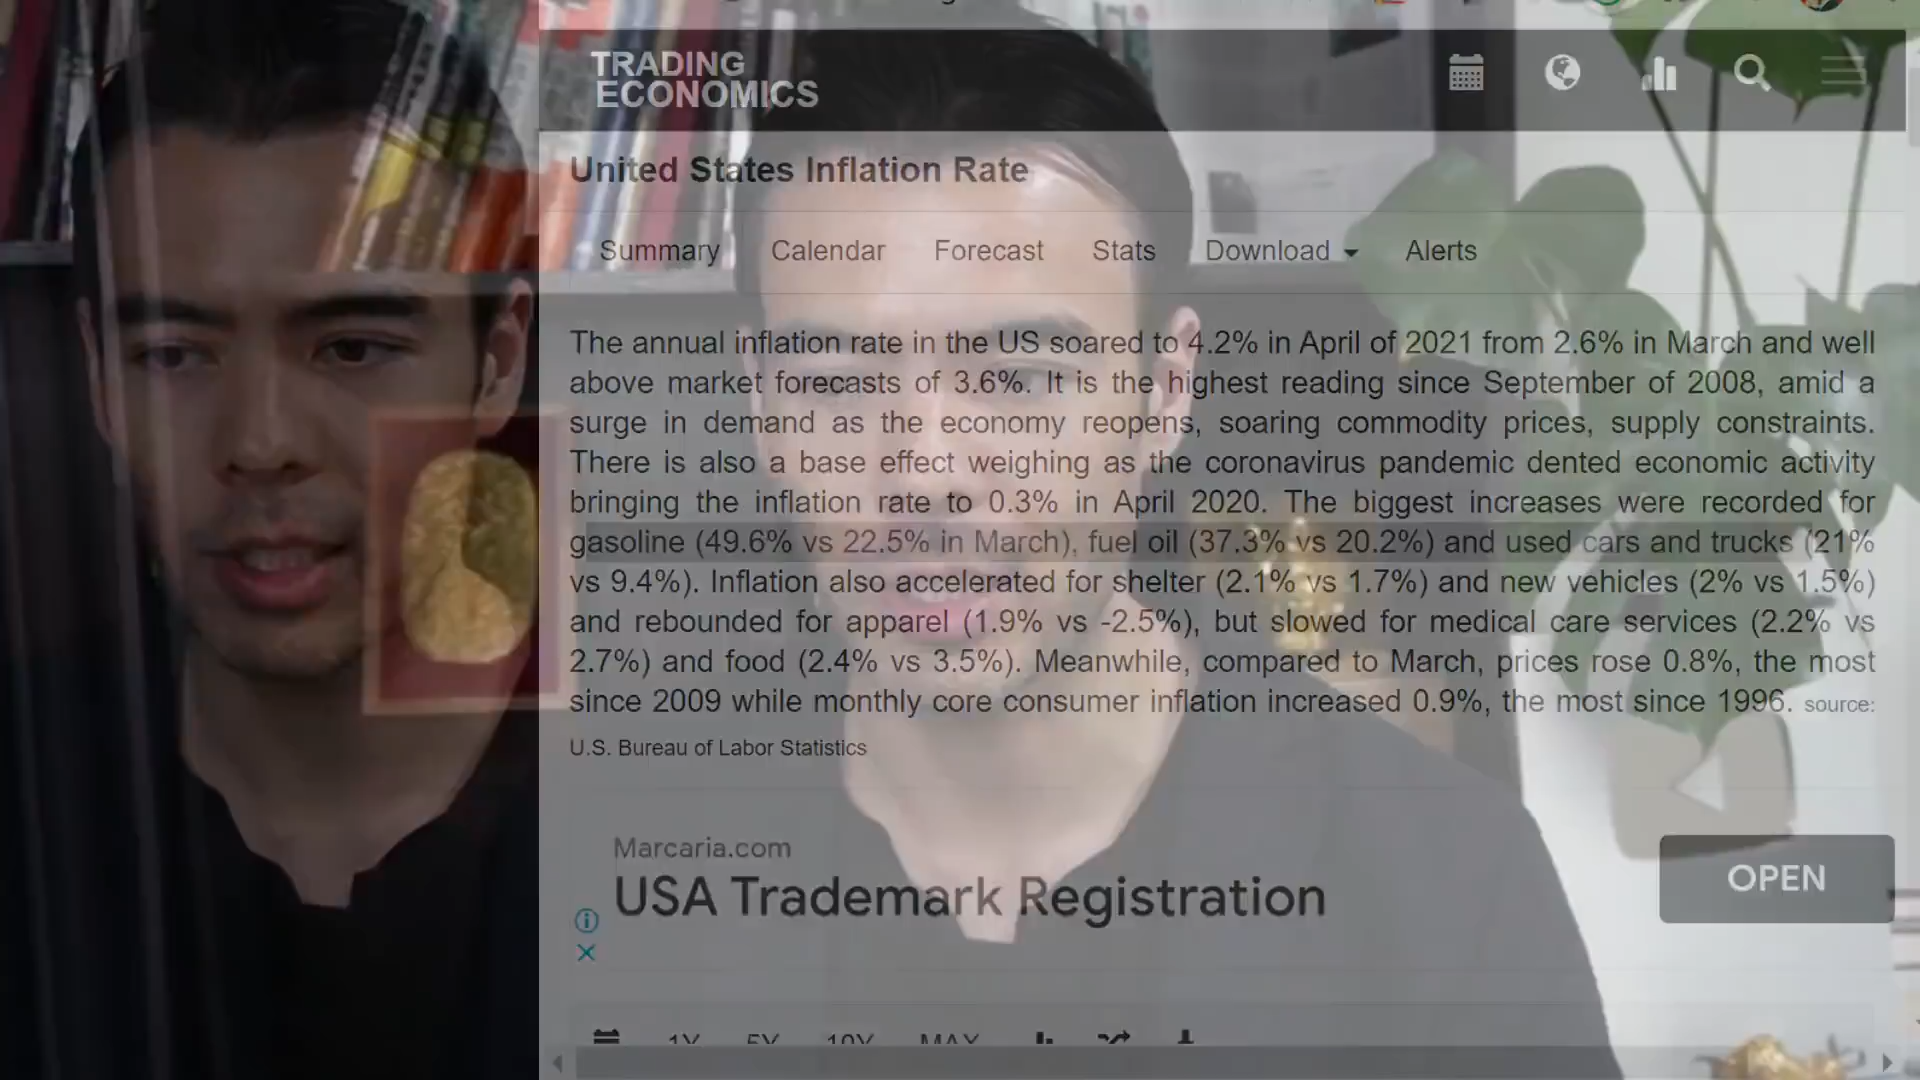 TRADING
ECONOMICS
United States Inflation Rate
Summary Calendar Forecast Stats Download Alerts
The annual inflation rate in the US soared to 4.2% in April of 2021 from 2.6% in March and well
above market forecasts of 3.6%. It is the highest reading since September of 2008, amid a
surge in demand as the economy reopens, soaring commodity prices, supply constraints.
There is also a base effect weighing as the coronavirus pandemic dented economic activity
bringing the inflation rate to 0.3% in April 2020. The biggest increases were recorded for
gasoline (49.6% vs 22.5% in March), fuel oil (37.3% vs 20.2%) and used cars and trucks (21%
vs 9.4%). Inflation also accelerated for shelter (2.1% vs 1.7%) and new vehicles (2% vs 1.5%)
and rebounded for apparel (1.9% vs -2.5%), but slowed for medical care services (2.2% vs
2.7%) and food (2.4% vs 3.5%). Meanwhile, compared to March, prices rose 0.8%, the most
since 2009 while monthly core consumer inflation increased 0.9%, the most since 1996. source:
U.S. Bureau of Labor Statistics
Marcaria.com
USA Trademark Registration
OPEN
1Y 5Y 10Y MAX